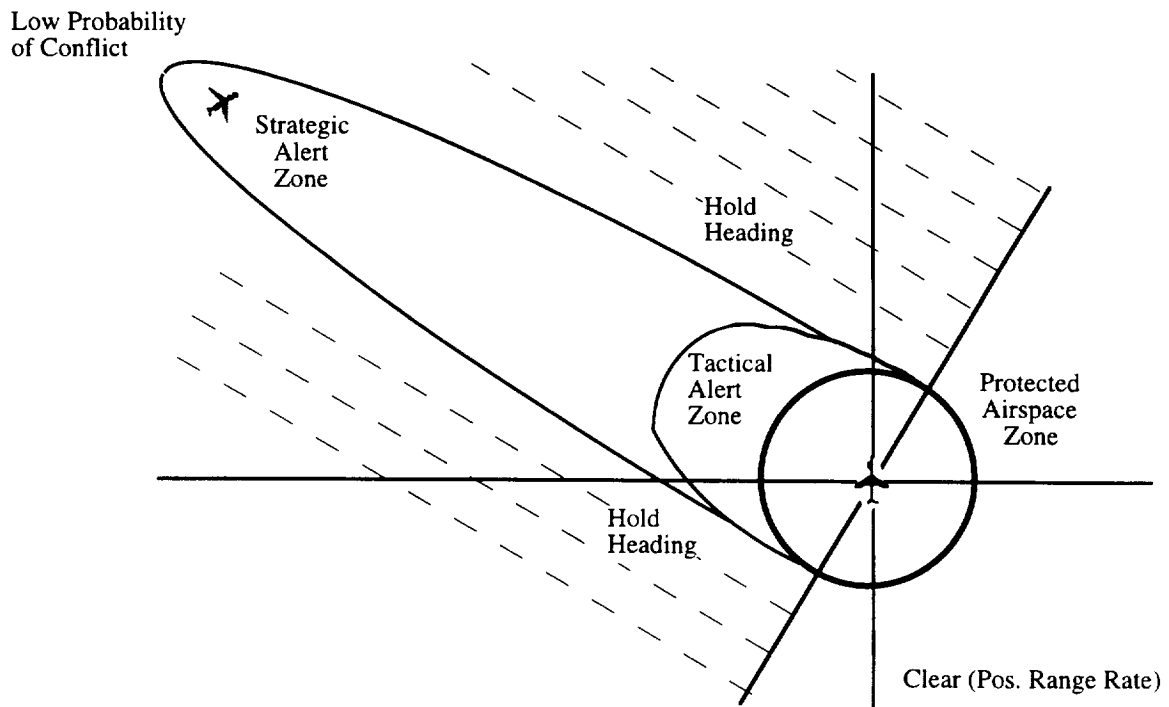 Low Probability
of Conflict
Strategic
Alert
Zone
Hold
Heading
Tactical
Alert
Zone
Protected
Airspace
Zone
Hold
Heading
Clear (Pos. Range Rate)